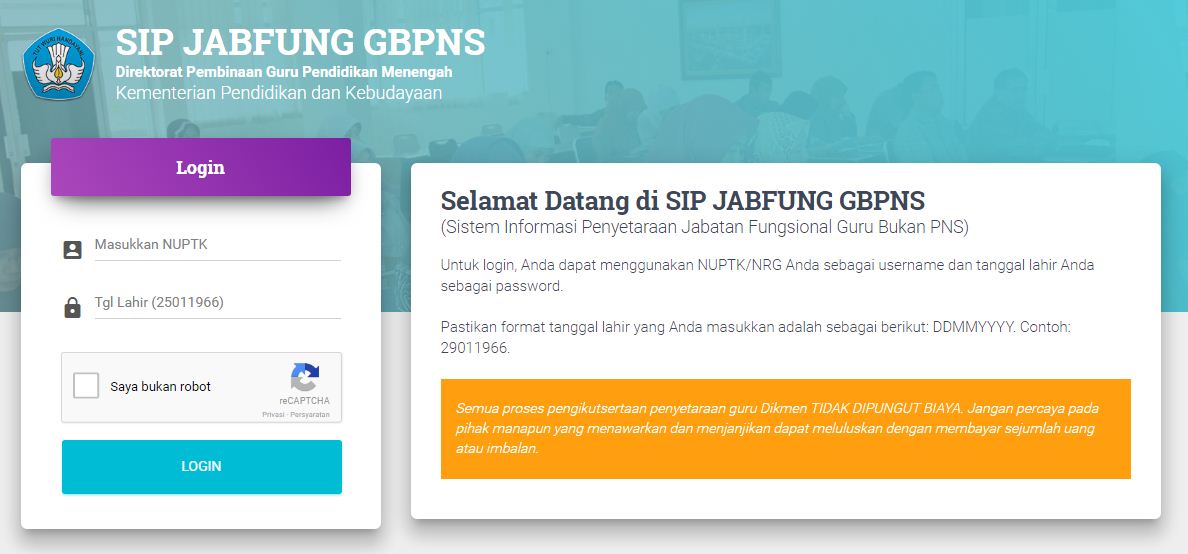 TUT WURI HANDAYANI
SIP JABFUNG GBPNS
Direktorat Pembinaan Guru Pendidikan Menengah
Kementerian Pendidikan dan Kebudayaan
Login
Masukkan NUPTK
Tgl Lahir (25011966)
Saya bukan robot
reCAPTCHA
Privasi - Persyaratan
LOGIN
Selamat Datang di SIP JABFUNG GBPNS
(Sistem Informasi Penyetaraan Jabatan Fungsional Guru Bukan PNS)
Untuk login, Anda dapat menggunakan NUPTK/NRG Anda sebagai username dan tanggal lahir Anda
sebagai password.
Pastikan format tanggal lahir yang Anda masukkan adalah sebagai berikut: DDMMYYYY. Contoh:
29011966.
Semua proses pengikutsertaan penyetaraan guru Dikmen TIDAK DIPUNGUT BIAYA. Jangan percaya pada
pihak manapun yang menawarkan dan menjanjikan dapat meluluskan dengan membayar sejumlah uang
atau imbalan.